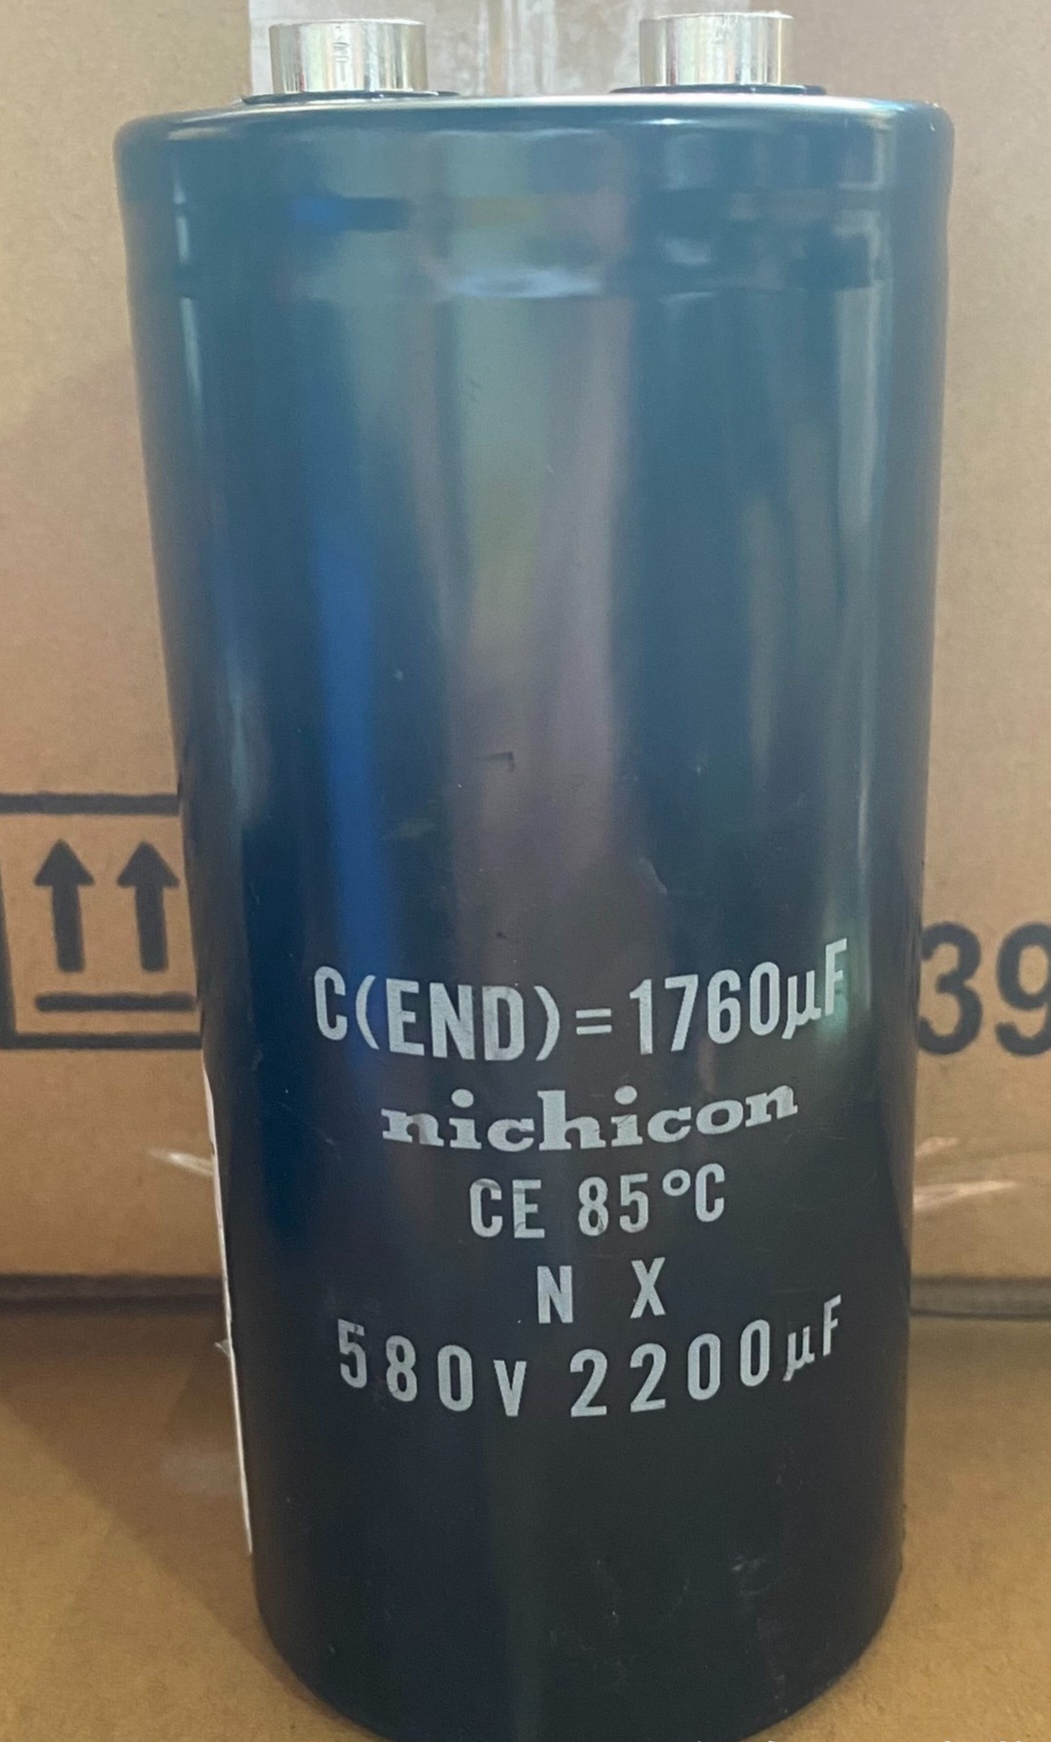 C(END)=1760µF
nichicon
CE 85°C
N X
580V 2200µF
39